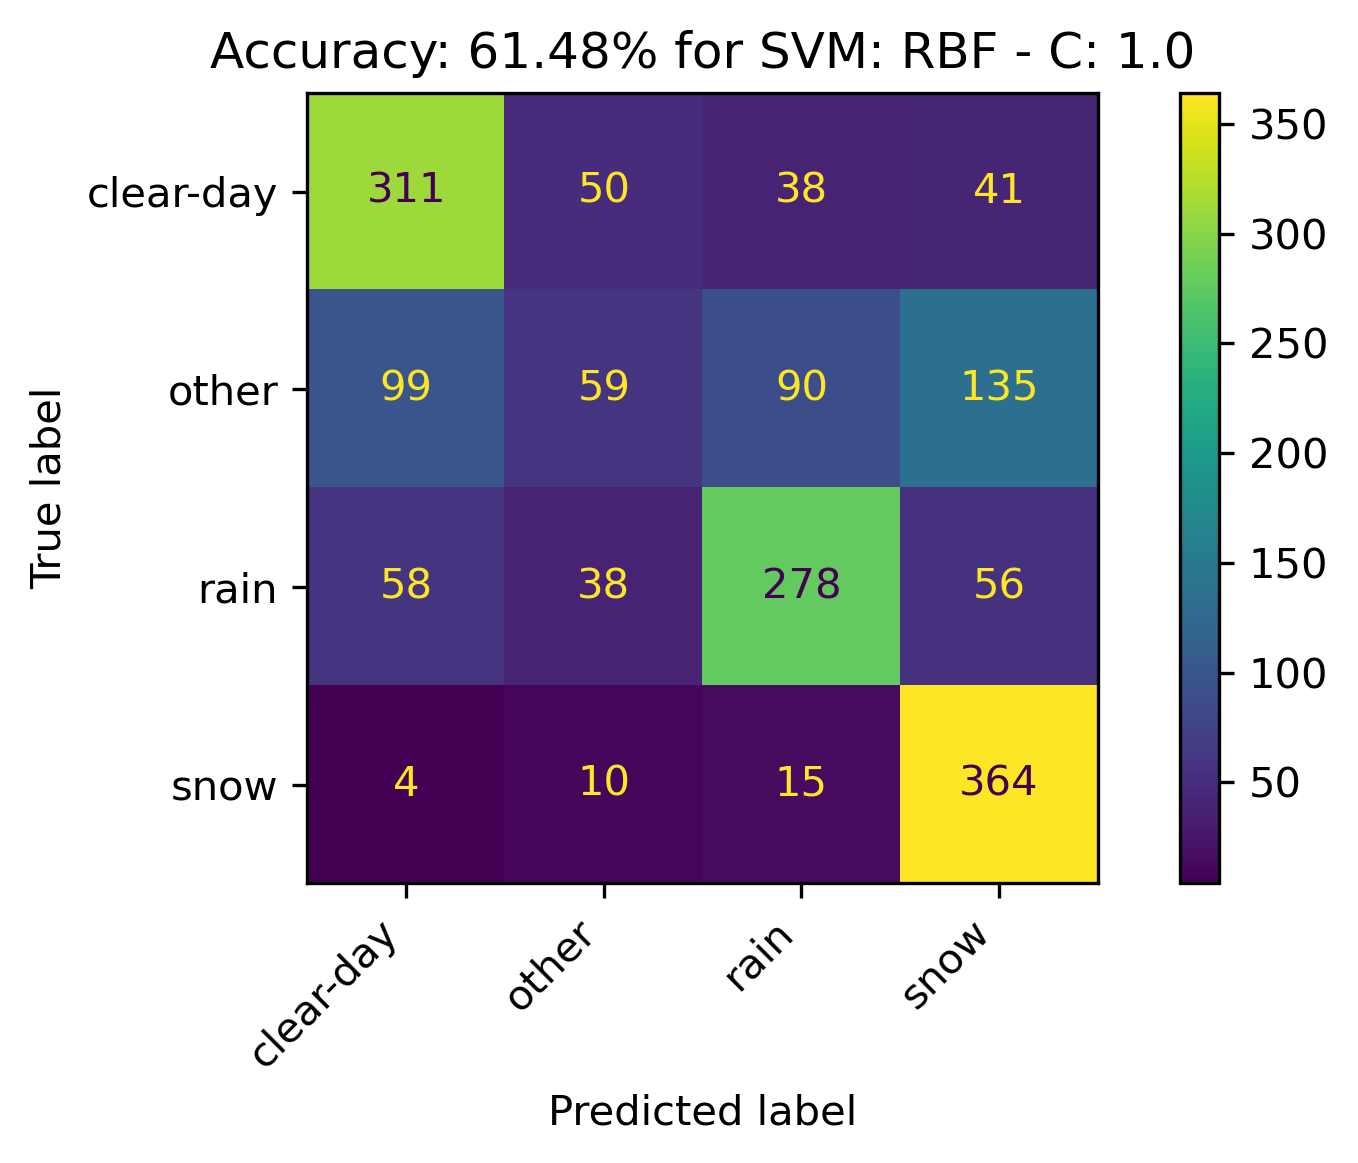 Accuracy: 61.48% for SVM: RBF - C: 1.0
True label
clear-day 311 50 38 41
other 99 59 90 135
rain 58 38 278 56
snow 4 10 15 364
clear-day other rain snow
Predicted label
350
300
250
200
150
100
50